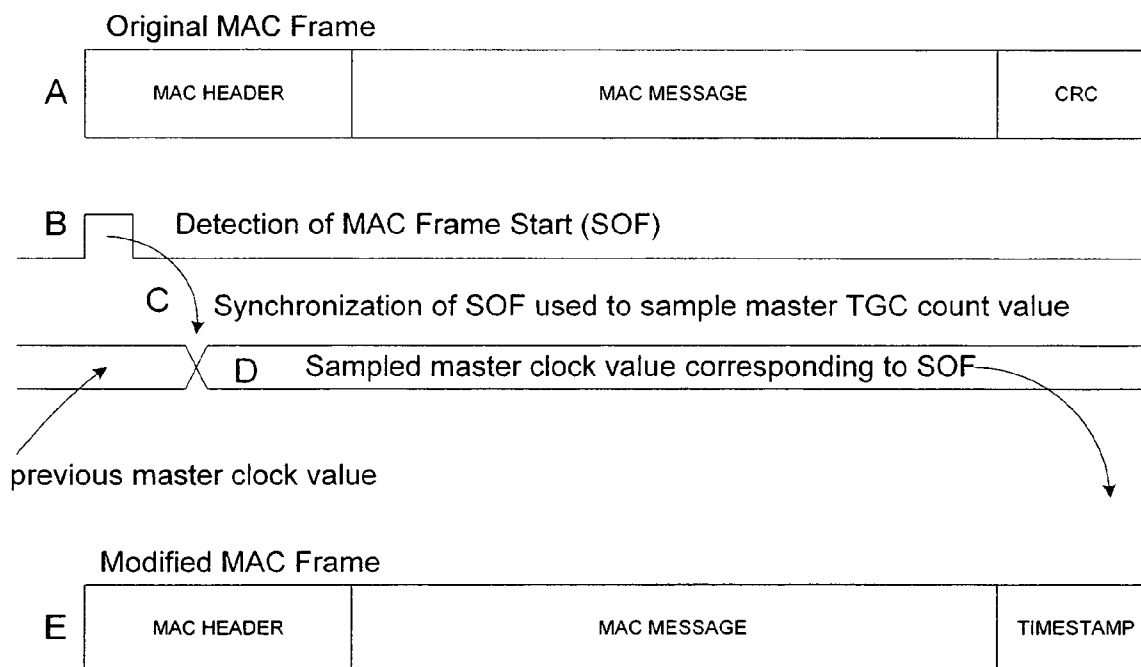 Original MAC Frame
A
MAC HEADER
MAC MESSAGE
CRC
B
Detection of MAC Frame Start (SOF)
C
Synchronization of SOF used to sample master TGC count value
D
Sampled master clock value corresponding to SOF
previous master clock value
Modified MAC Frame
E
MAC HEADER
MAC MESSAGE
TIMESTAMP